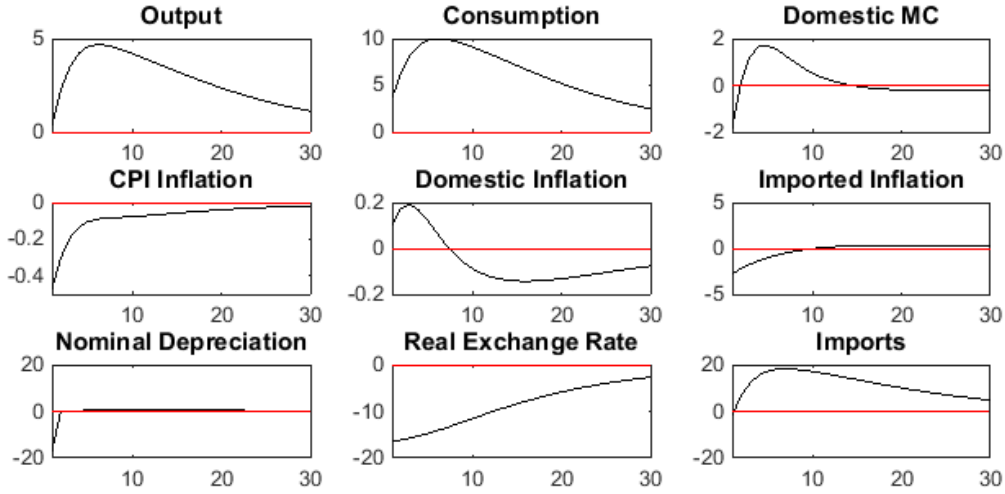 Output
Consumption
Domestic MC
5
0
10 20 30
10
5
0
10 20 30
2
0
-2
10 20 30
CPI Inflation
Domestic Inflation
Imported Inflation
0
-0.2
-0.4
10 20 30
0.2
0
-0.2
10 20 30
5
0
-5
10 20 30
Nominal Depreciation
Real Exchange Rate
Imports
20
0
-20
10 20 30
0
-10
-20
10 20 30
20
0
-20
10 20 30